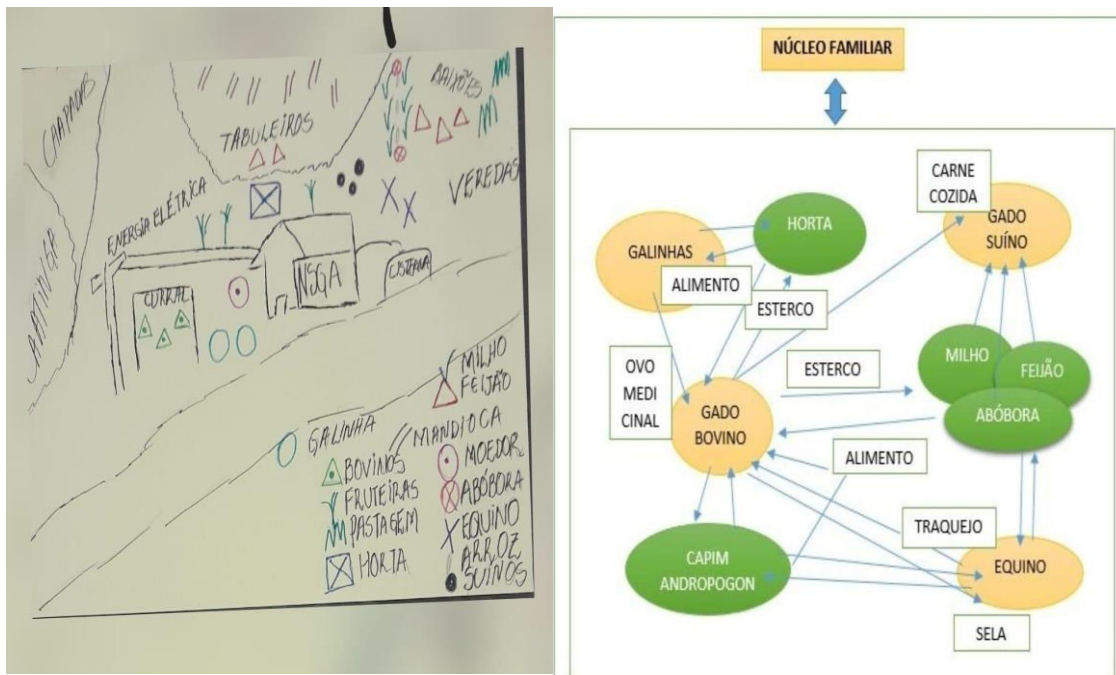 CHAPADAS
TABULEIROS
BAIXÕES
VEREDAS
ENERGIA ELÉTRICA
CURRAL
NSGA
CISTERNA
MILHO
FEIJÃO
GALINHA
MANDIOCA
BOVINOS
MOEDOR
FRUTEIRAS
ABÓBORA
PASTAGEM
EQUINO
ARROZ
HORTA
SUÍNOS
NÚCLEO FAMILIAR
CARNE
COZIDA
GADO
SUÍNO
HORTA
GALINHAS
ALIMENTO
ESTERCO
OVO
MEDI
CINAL
ESTERCO
MILHO
FEIJÃO
ABÓBORA
GADO
BOVINO
ALIMENTO
TRAQUEJO
CAPIM
ANDROPOGON
EQUINO
SELA